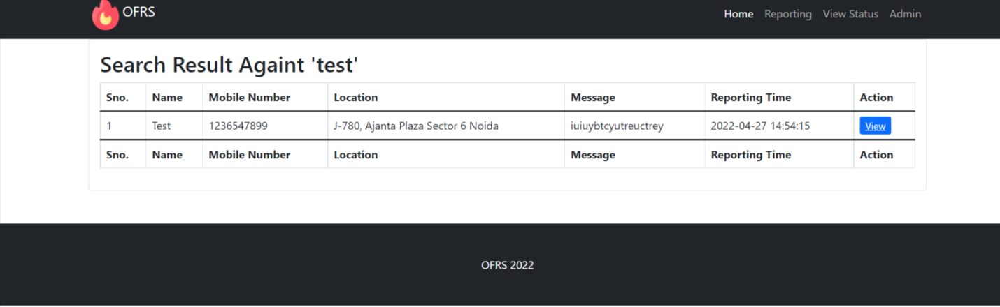 OFRS
Home Reporting View Status Admin
Search Result Againt 'test'
Sno. Name Mobile Number Location Message Reporting Time Action
1 Test 1236547899 J-780, Ajanta Plaza Sector 6 Noida iuiuybtcyutreuctrey 2022-04-27 14:54:15 View
Sno. Name Mobile Number Location Message Reporting Time Action
OFRS 2022